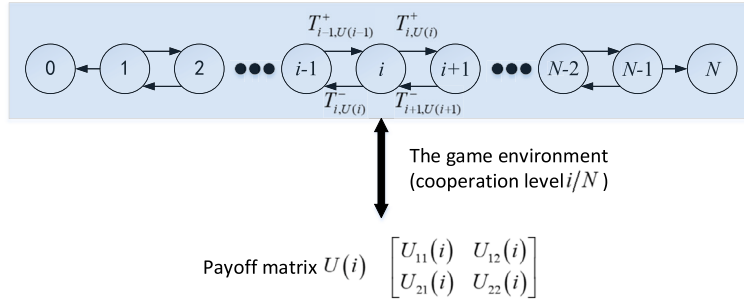 T⁺ᵢ₋₁,U(i−1) T⁺ᵢ,U(i)
0 1 2 ••• i-1 i i+1 ••• N-2 N-1 N
T⁻ᵢ,U(i) T⁻ᵢ₊₁,U(i+1)
The game environment
(cooperation level i/N )
Payoff matrix U(i) [U₁₁(i) U₁₂(i)
U₂₁(i) U₂₂(i)]